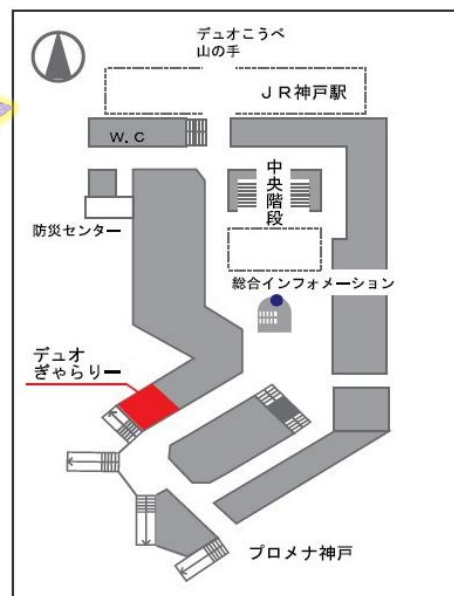 デュオこうべ
山の手
JR神戸駅
W.C
中央階段
防災センター
総合インフォメーション
デュオ
ぎゃらりー
プロメナ神戸